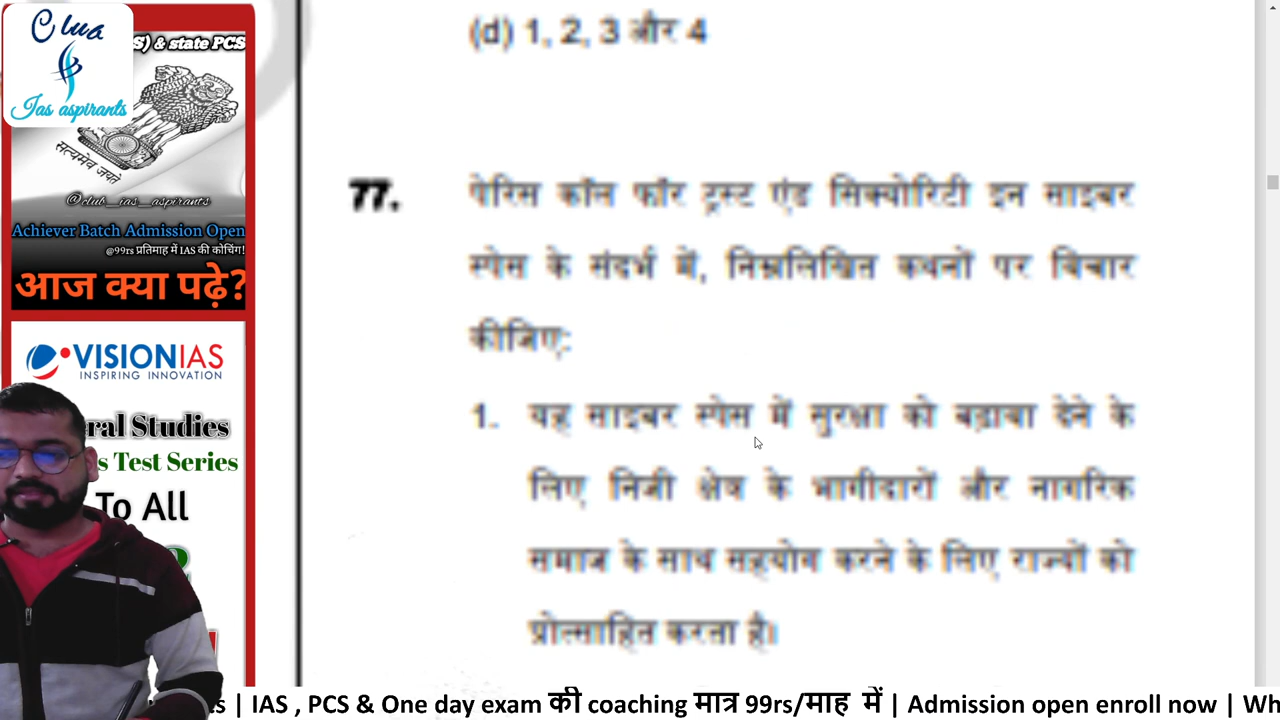 Clua
Ias aspirants
S) & state PCS
सत्यमेव जयते
@club_ias_aspirants
Achiever Batch Admission Open
@99rs प्रतिमाह में IAS की कोचिंग!
आज क्या पढ़े?
VISIONIAS
INSPIRING INNOVATION
ral Studies
s Test Series
To All
(d) 1, 2, 3 और 4
77. पेरिस कॉल फॉर ट्रस्ट एंड सिक्योरिटी इन साइबर
स्पेस के संदर्भ में, निम्नलिखित कथनों पर विचार
कीजिए:
1. यह साइबर स्पेस में सुरक्षा को बढ़ावा देने के
लिए निजी क्षेत्र के भागीदारों और नागरिक
समाज के साथ सहयोग करने के लिए राज्यों को
प्रोत्साहित करता है।
s | IAS , PCS & One day exam की coaching मात्र 99rs/माह में | Admission open enroll now | Wh